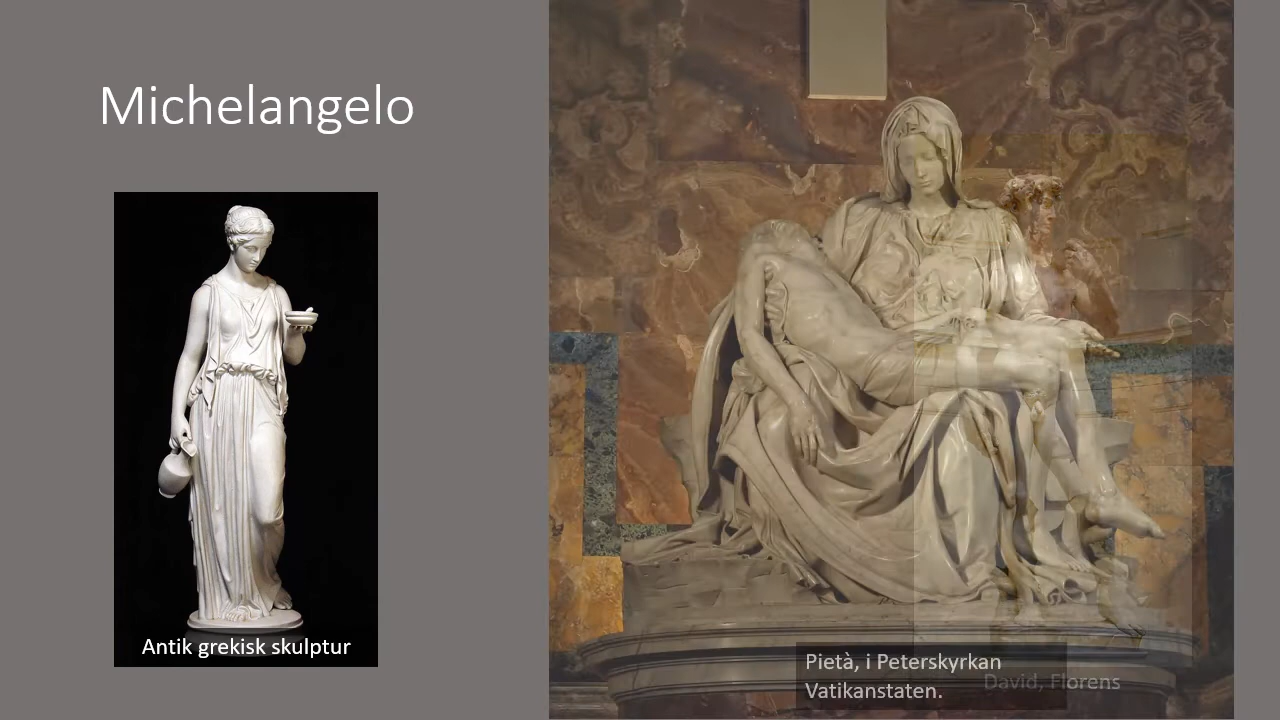 Michelangelo
Antik grekisk skulptur
Pietà, i Peterskyrkan
Vatikanstaten.
David, Florens